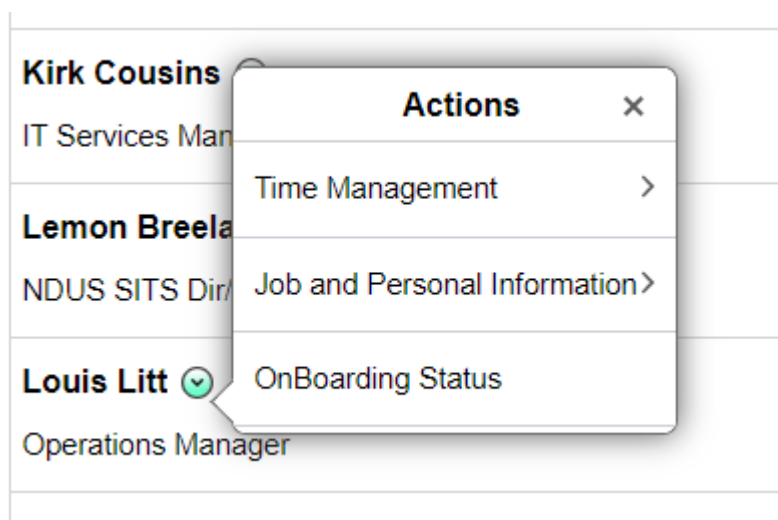 Kirk Cousins
IT Services Man
Actions
Time Management
Lemon Breela
NDUS SITS Dir/
Job and Personal Information
Louis Litt
OnBoarding Status
Operations Manager